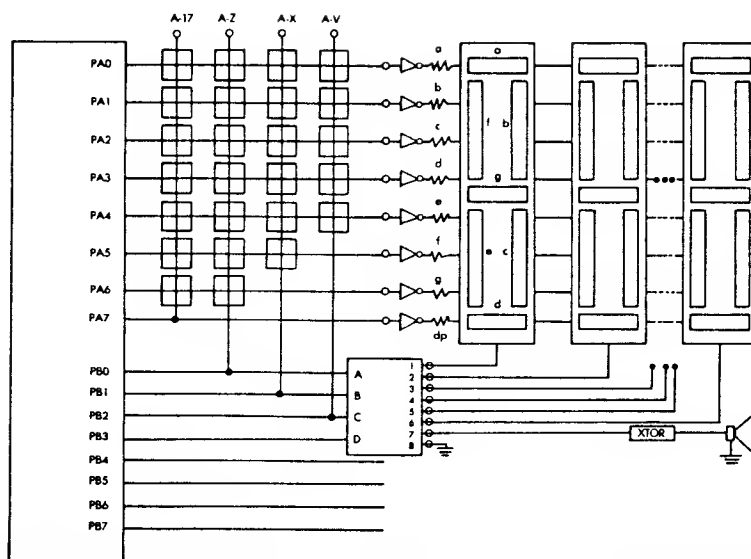 A-17 A-Z A-X A-V
PA0 a
PA1 b
PA2 c
PA3 d
PA4 e
PA5 f
PA6 g
PA7 dp
a
f b
g
e c
d
PB0 A
PB1 B
PB2 C
PB3 D
PB4
PB5
PB6
PB7
1
2
3
4
5
6
7
8
XTOR